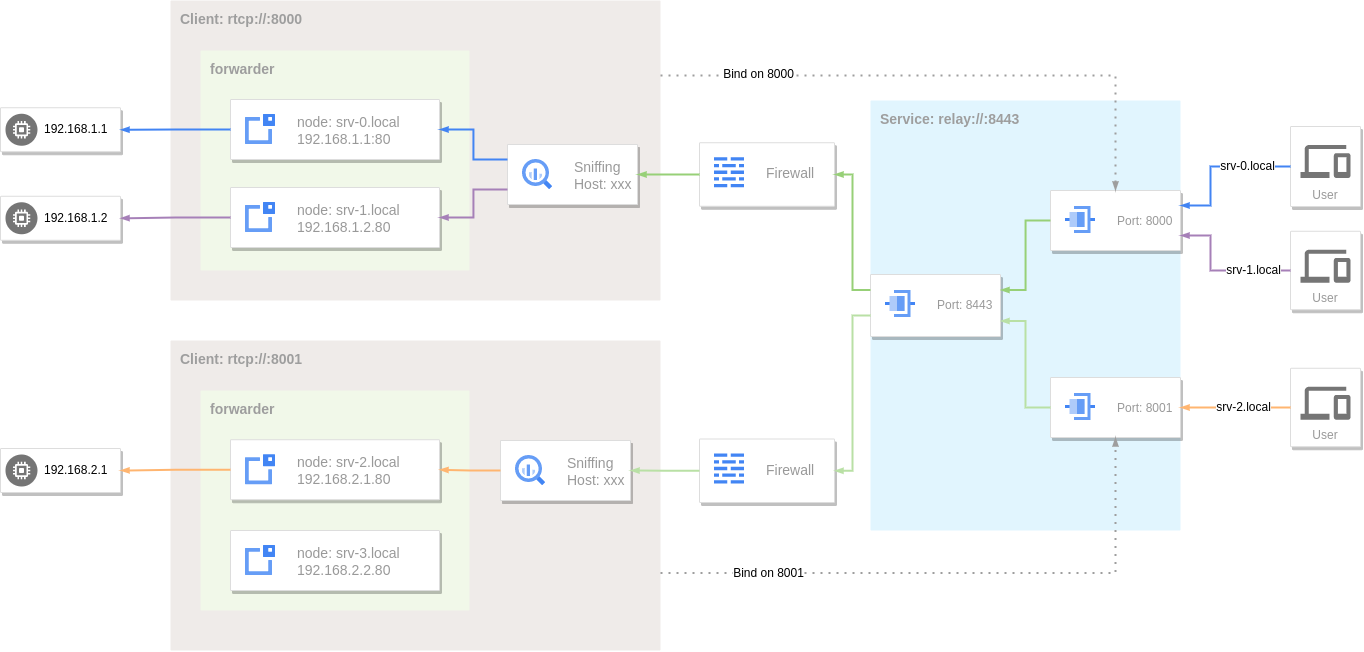 Client: rtcp://:8000
forwarder
node: srv-0.local
192.168.1.1:80
node: srv-1.local
192.168.1.2.80
192.168.1.1
192.168.1.2
Sniffing
Host: xxx
Firewall
Bind on 8000
Service: relay://:8443
Port: 8000
Port: 8443
Port: 8001
srv-0.local
User
srv-1.local
User
srv-2.local
User
Client: rtcp://:8001
forwarder
node: srv-2.local
192.168.2.1.80
node: srv-3.local
192.168.2.2.80
192.168.2.1
Sniffing
Host: xxx
Firewall
Bind on 8001